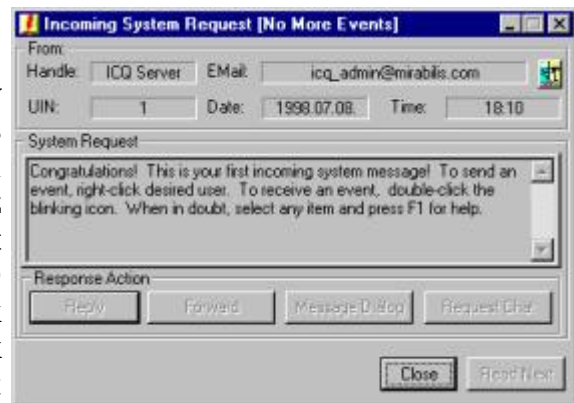 Incoming System Request [No More Events]
From:
Handle: ICQ Server EMail: icq_admin@mirabilis.com
UIN: 1 Date: 1998.07.08. Time: 18:10
System Request
Congratulations! This is your first incoming system message! To send an
event, right-click desired user. To receive an event, double-click the
blinking icon. When in doubt, select any item and press F1 for help.
Response Action
Reply Forward Message Dialog Request Chat
Close Read Next